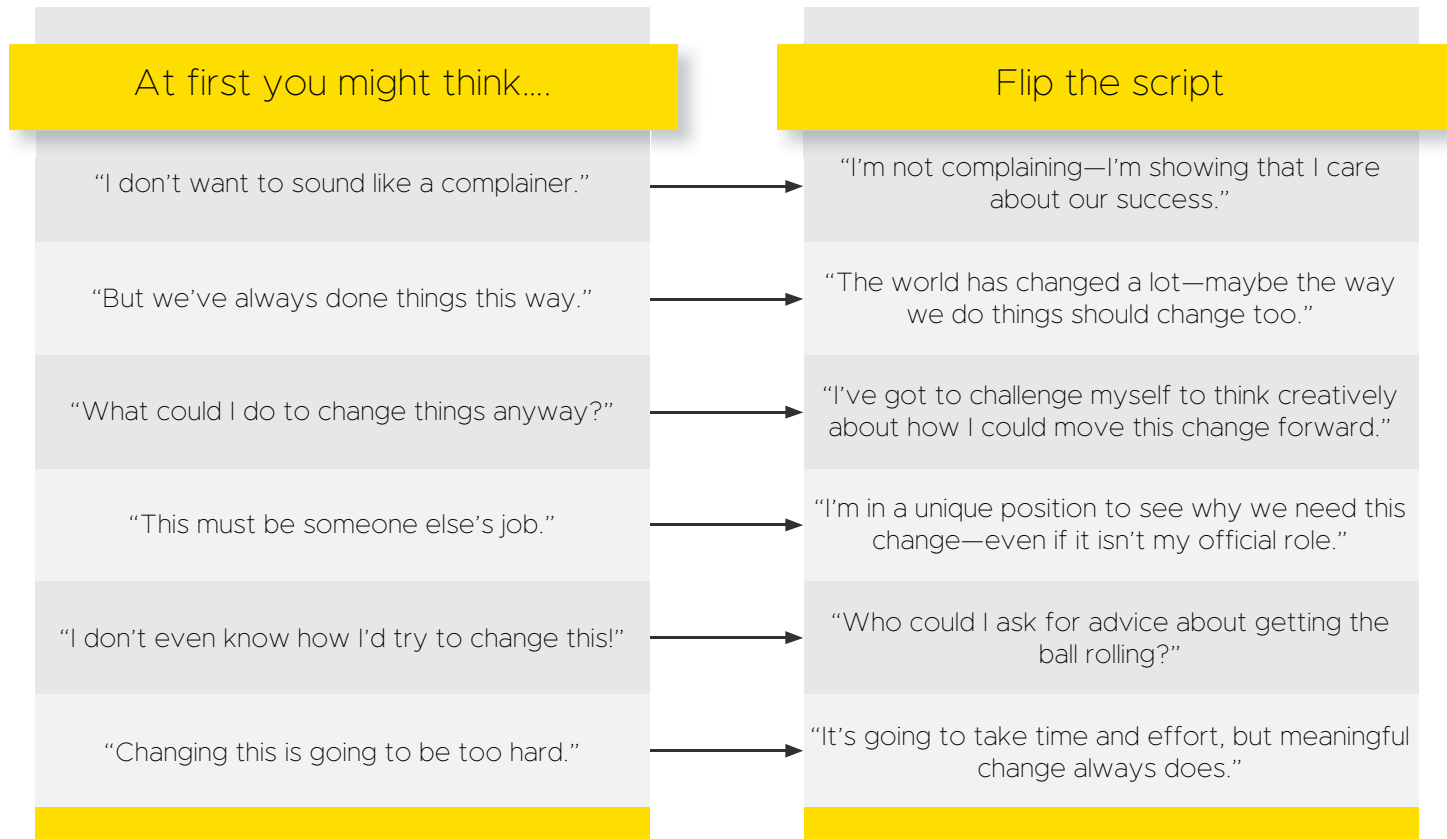 At first you might think....
Flip the script
“I don’t want to sound like a complainer.”
“I’m not complaining—I’m showing that I care
about our success.”
“But we’ve always done things this way.”
“The world has changed a lot—maybe the way
we do things should change too.”
“What could I do to change things anyway?”
“I’ve got to challenge myself to think creatively
about how I could move this change forward.”
“This must be someone else’s job.”
“I’m in a unique position to see why we need this
change—even if it isn’t my official role.”
“I don’t even know how I’d try to change this!”
“Who could I ask for advice about getting the
ball rolling?”
“Changing this is going to be too hard.”
“It’s going to take time and effort, but meaningful
change always does.”